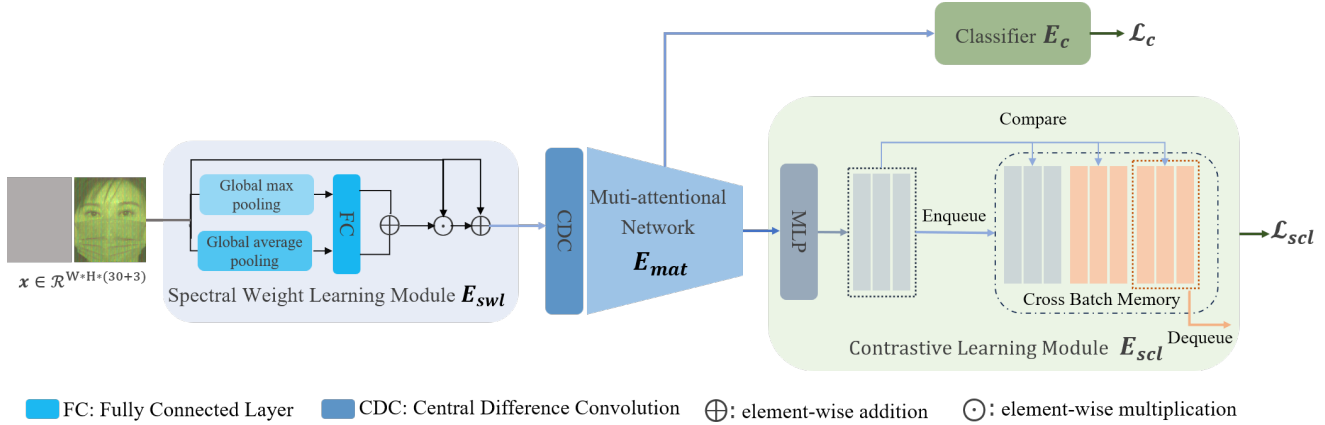 Classifier E_c
ℒ_c
Compare
Global max
pooling
Global average
pooling
FC
x ∈ ℛ^W*H*(30+3)
Spectral Weight Learning Module E_swl
CDC
Muti-attentional
Network
E_mat
MLP
Enqueue
Cross Batch Memory
Dequeue
Contrastive Learning Module E_scl
ℒ_scl
FC: Fully Connected Layer
CDC: Central Difference Convolution
⊕: element-wise addition
⊙: element-wise multiplication